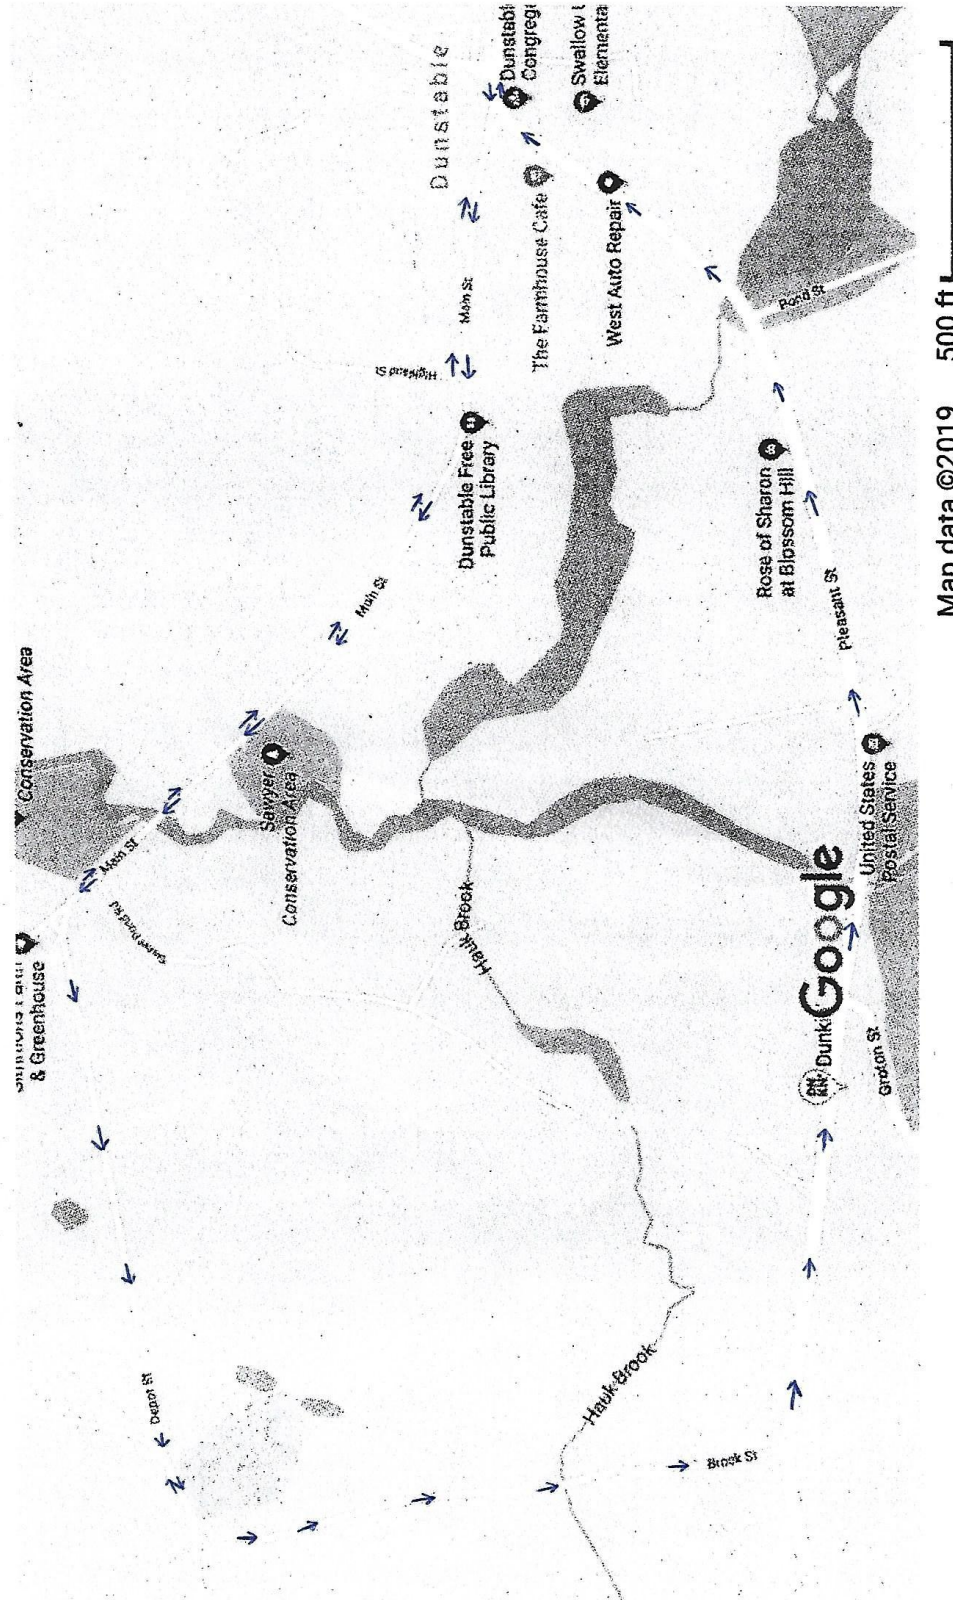 & Greenhouse
Conservation Area
Main St
Depot St
Sawyer
Conservation Area
Main St
Highland St
Dunstable
Main St
Dunstable Free
Public Library
Hauk Brook
Hauk Brook
The Farmhouse Cafe
Dunstabl
Congreg
West Auto Repair
Swallow U
Elementa
Brook St
Rose of Sharon
at Blossom Hill
Pond St
Pleasant St
Dunki
Google
United States
Postal Service
Groton St
Map data ©2019
500 ft